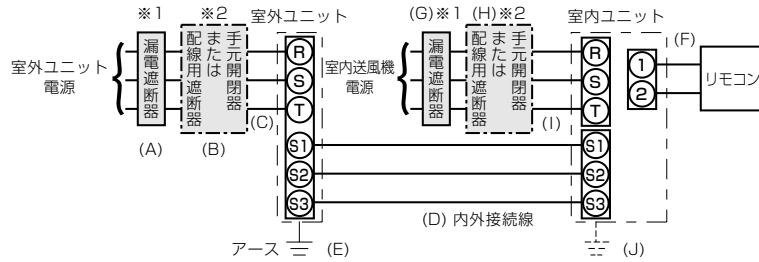 ※1
※2
室外ユニット
(G)※1
(H)※2
室内ユニット
(F)
室外ユニット
電源
漏電遮断器
手元開閉器
または
配線用遮断器
R
S
T
(C)
(A)
(B)
室内送風機
電源
漏電遮断器
手元開閉器
または
配線用遮断器
(I)
R
S
T
1
2
リモコン
S1
S2
S3
S1
S2
S3
(D) 内外接続線
アース
(E)
(J)